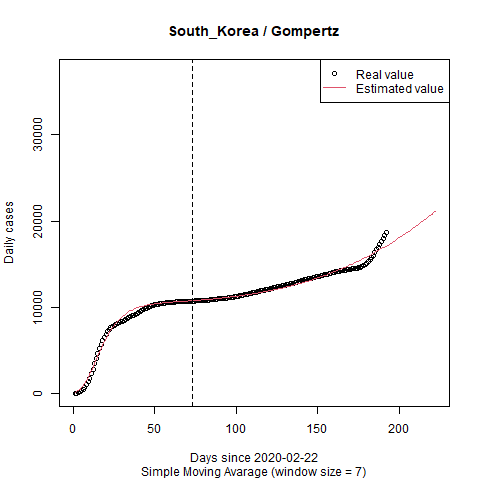 South_Korea / Gompertz
Real value
Estimated value
Daily cases
0
10000
20000
30000
0
50
100
150
200
Days since 2020-02-22
Simple Moving Avarage (window size = 7)